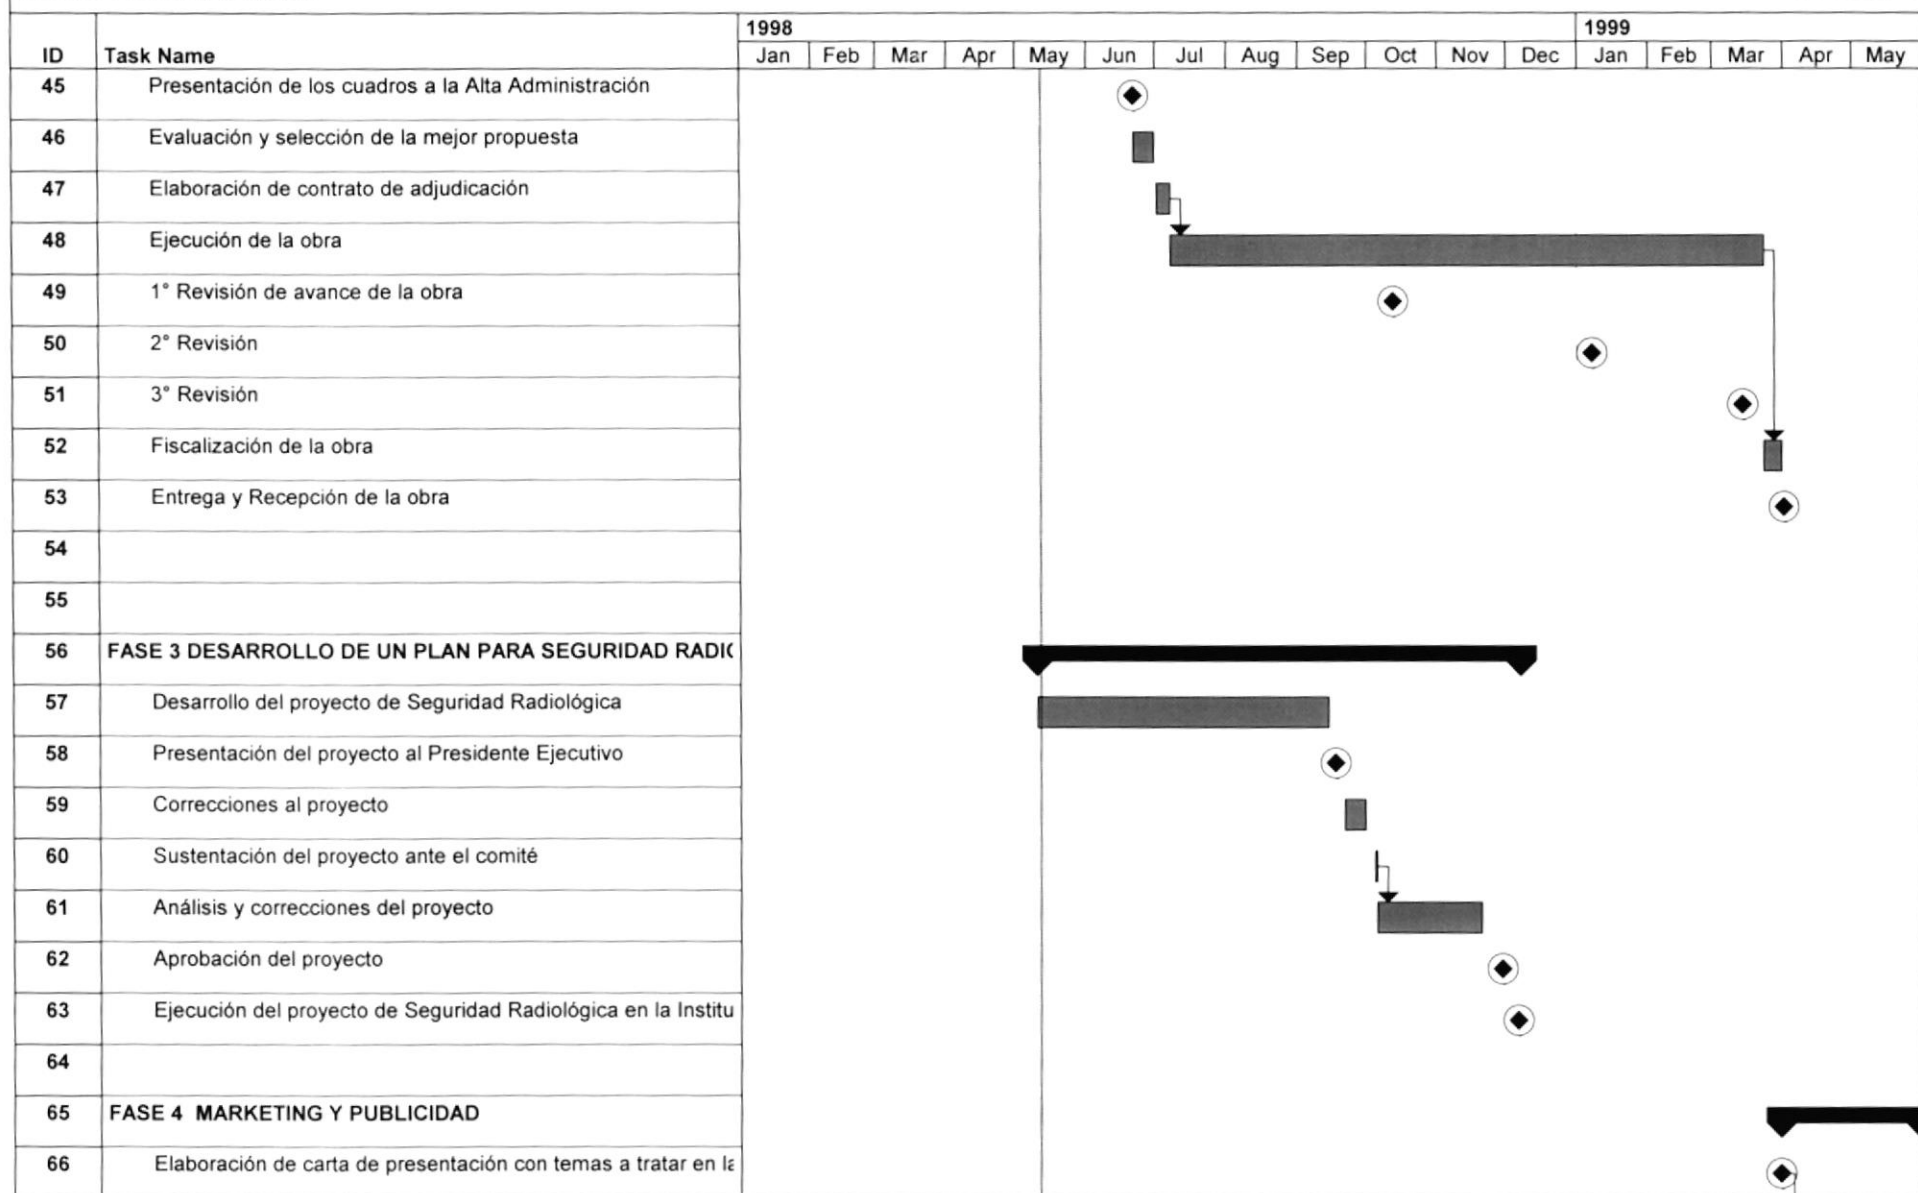 1998 1999
ID Task Name Jan Feb Mar Apr May Jun Jul Aug Sep Oct Nov Dec Jan Feb Mar Apr May
45 Presentación de los cuadros a la Alta Administración
46 Evaluación y selección de la mejor propuesta
47 Elaboración de contrato de adjudicación
48 Ejecución de la obra
49 1° Revisión de avance de la obra
50 2° Revisión
51 3° Revisión
52 Fiscalización de la obra
53 Entrega y Recepción de la obra
54
55
56 FASE 3 DESARROLLO DE UN PLAN PARA SEGURIDAD
57 Desarrollo del proyecto de Seguridad Radiológica
58 Presentación del proyecto al Presidente Ejecutivo
59 Correcciones al proyecto
60 Sustentación del proyecto ante el comité
61 Análisis y correcciones del proyecto
62 Aprobación del proyecto
63 Ejecución del proyecto de Seguridad Radiológica en la Institu
64
65 FASE 4 MARKETING Y PUBLICIDAD
66 Elaboración de carta de presentación con temas a tratar en